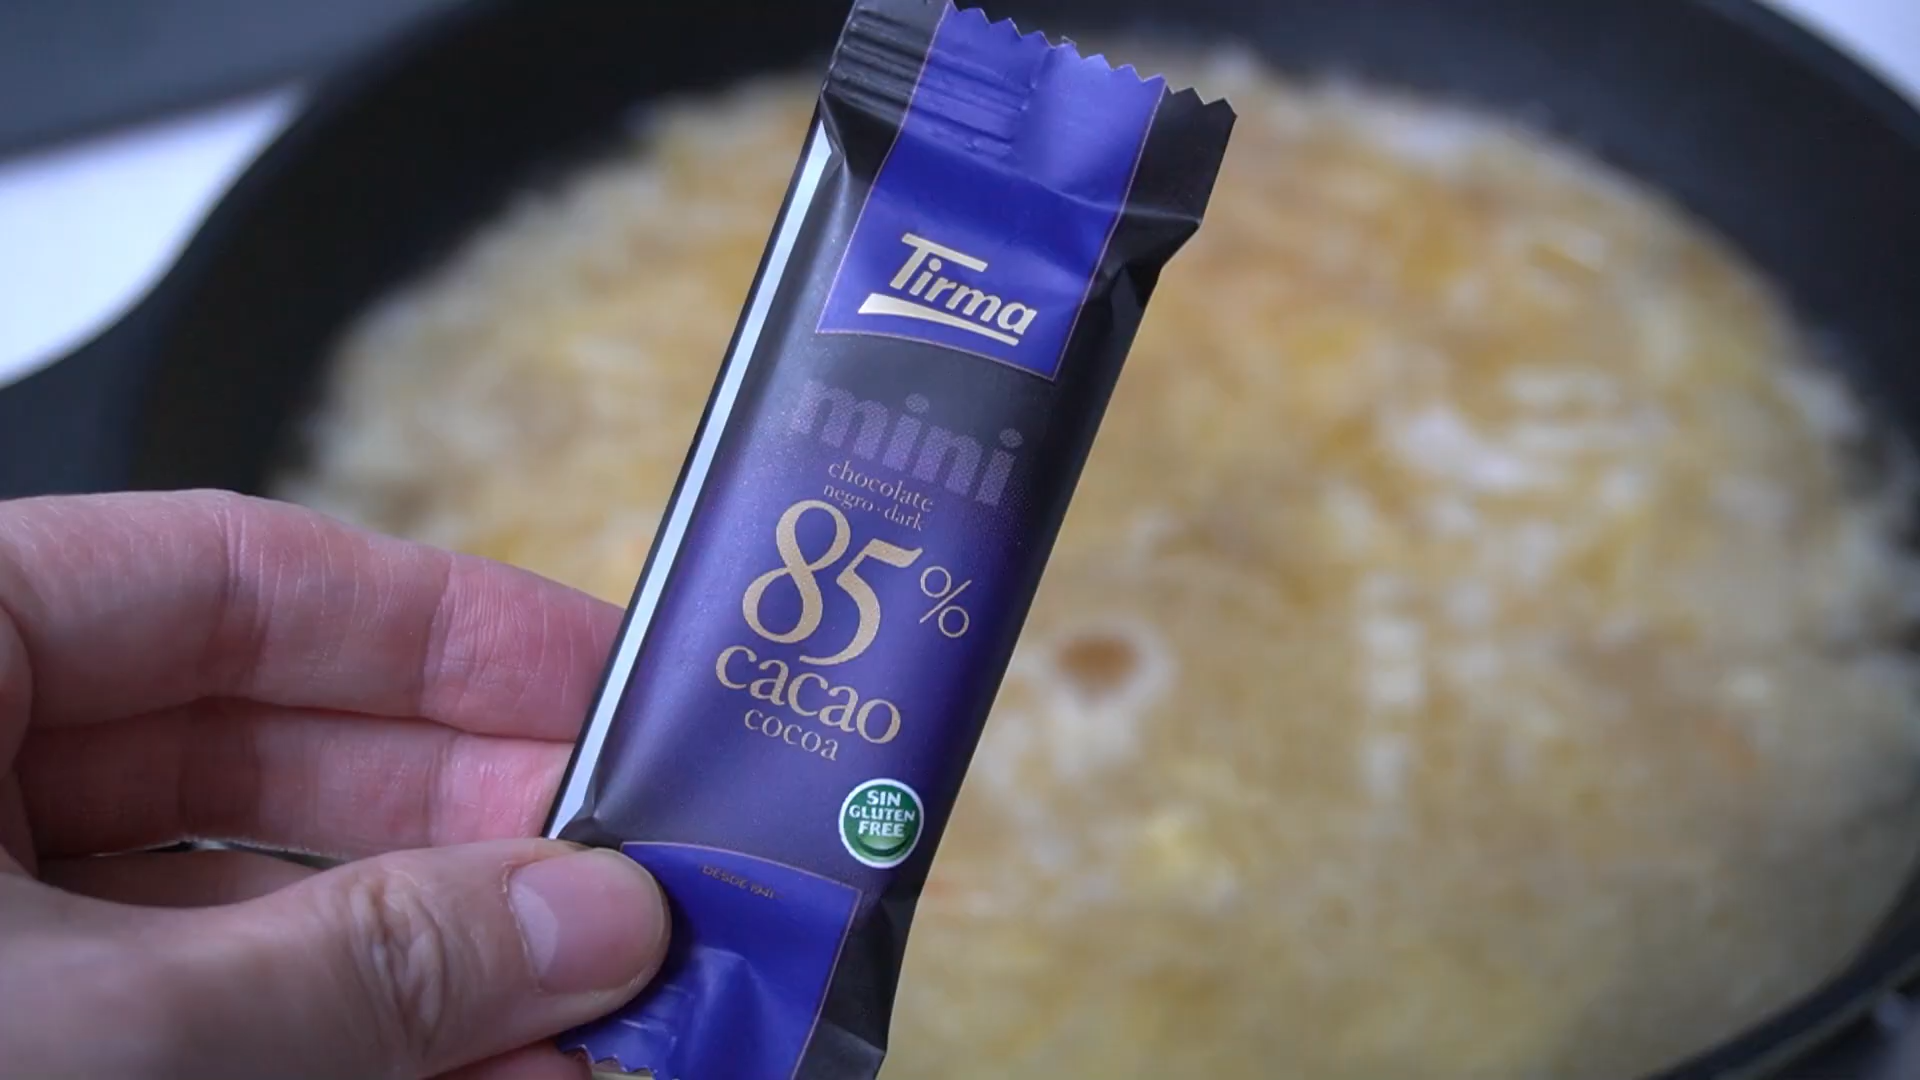 Tirma
mini
chocolate
negro · dark
85%
cacao
cocoa
SIN
GLUTEN
FREE
DESDE 1941